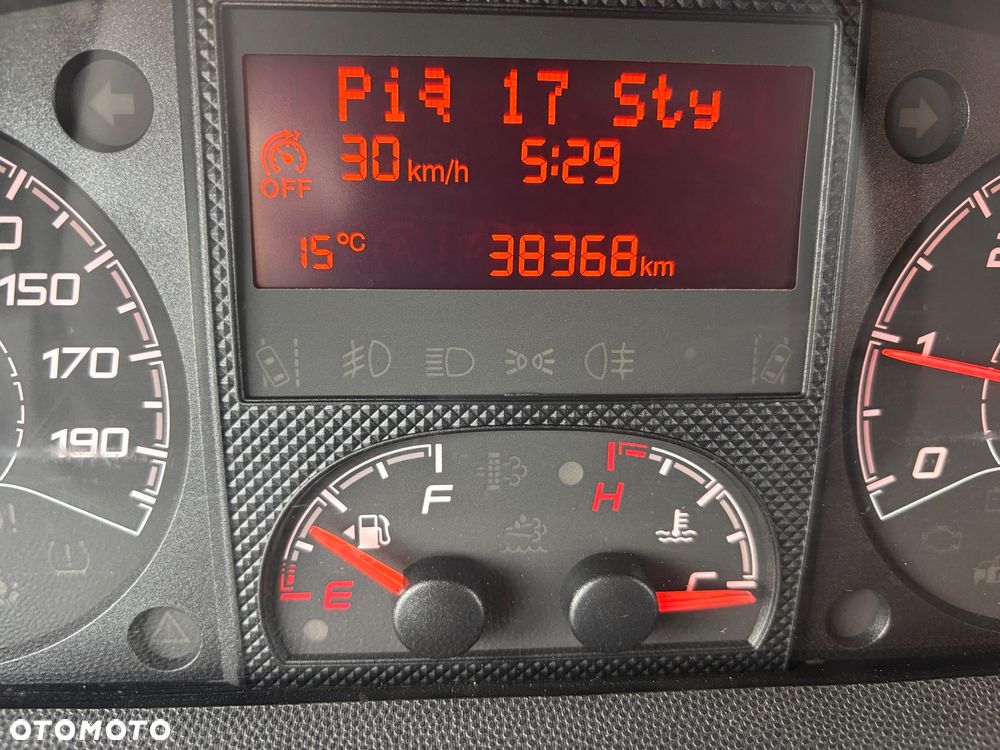 Pią 17 Sty
OFF 30 km/h 5:29
15 °C 38368 km
150
170
190
F
E
H
C
1
0
OTOMOTO